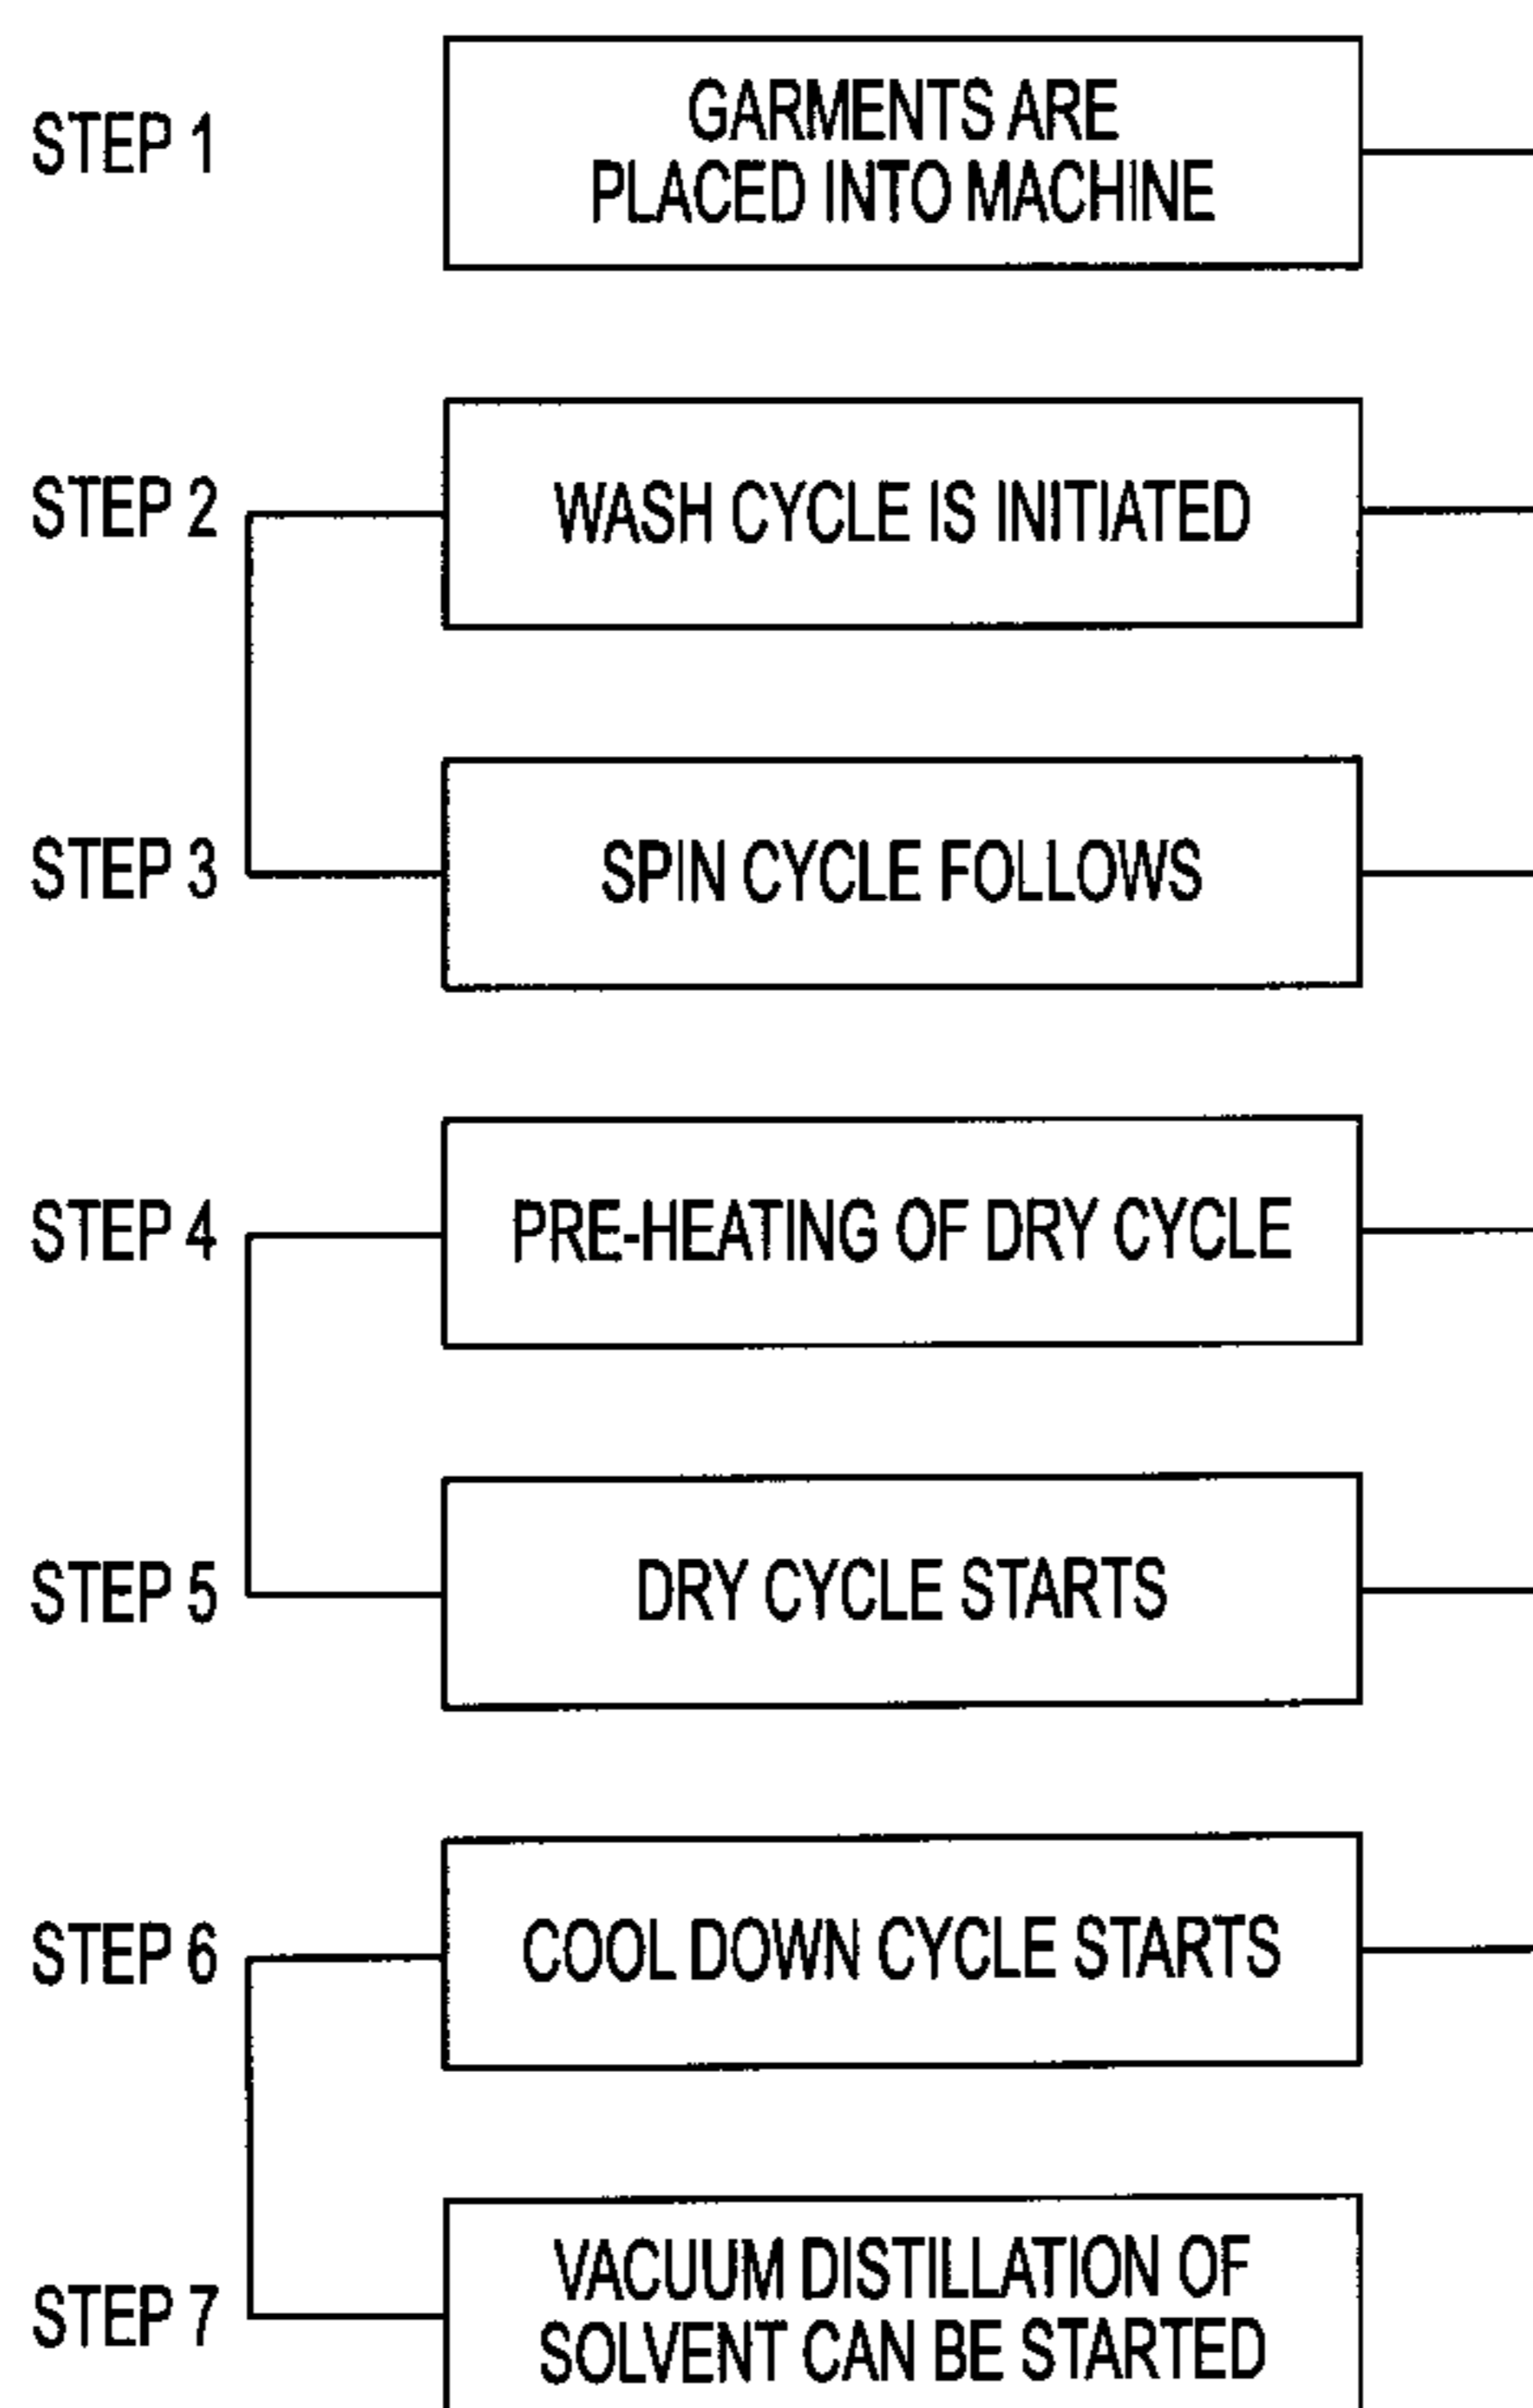 STEP 1
GARMENTS ARE
PLACED INTO MACHINE
STEP 2
WASH CYCLE IS INITIATED
STEP 3
SPIN CYCLE FOLLOWS
STEP 4
PRE-HEATING OF DRY CYCLE
STEP 5
DRY CYCLE STARTS
STEP 6
COOL DOWN CYCLE STARTS
STEP 7
VACUUM DISTILLATION OF
SOLVENT CAN BE STARTED